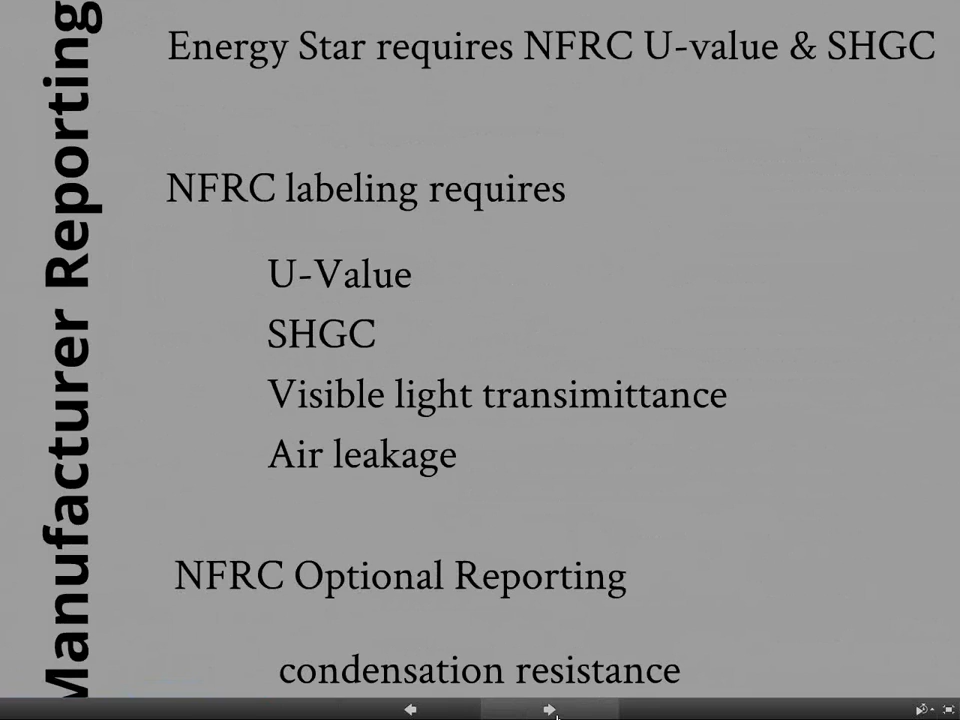 Manufacturer Reporting
Energy Star requires NFRC U-value & SHGC
NFRC labeling requires
U-Value
SHGC
Visible light transimittance
Air leakage
NFRC Optional Reporting
condensation resistance